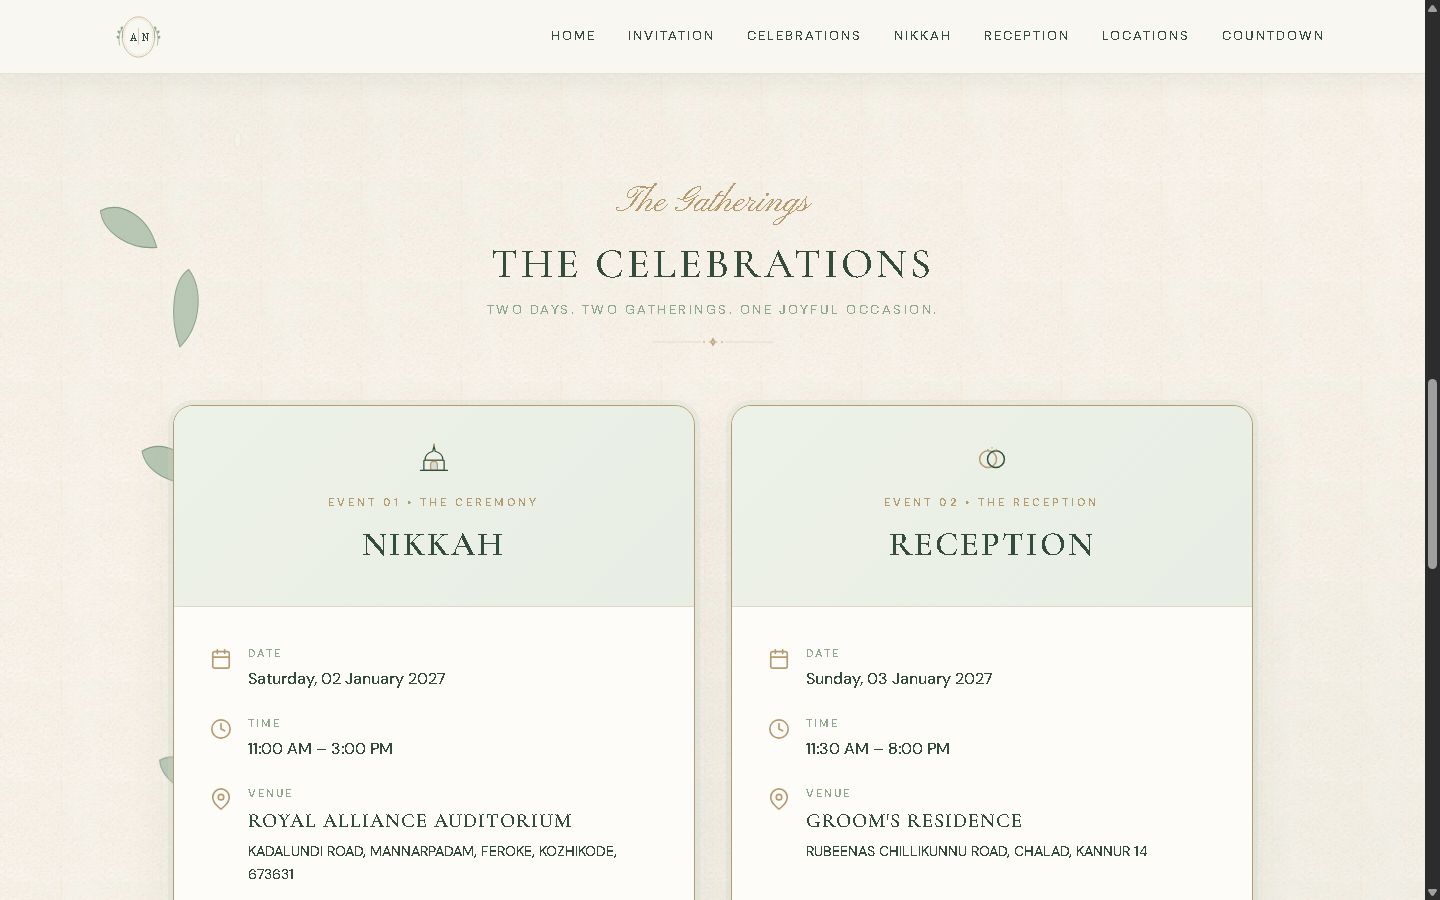 A N
HOME INVITATION CELEBRATIONS NIKKAH RECEPTION LOCATIONS COUNTDOWN
The Gatherings
THE CELEBRATIONS
TWO DAYS. TWO GATHERINGS. ONE JOYFUL OCCASION.
EVENT 01 • THE CEREMONY
NIKKAH
DATE
Saturday, 02 January 2027
TIME
11:00 AM – 3:00 PM
VENUE
ROYAL ALLIANCE AUDITORIUM
KADALUNDI ROAD, MANNARPADAM, FEROKE, KOZHIKODE,
673631
EVENT 02 • THE RECEPTION
RECEPTION
DATE
Sunday, 03 January 2027
TIME
11:30 AM – 8:00 PM
VENUE
GROOM'S RESIDENCE
RUBEENAS CHILLIKUNNU ROAD, CHALAD, KANNUR 14